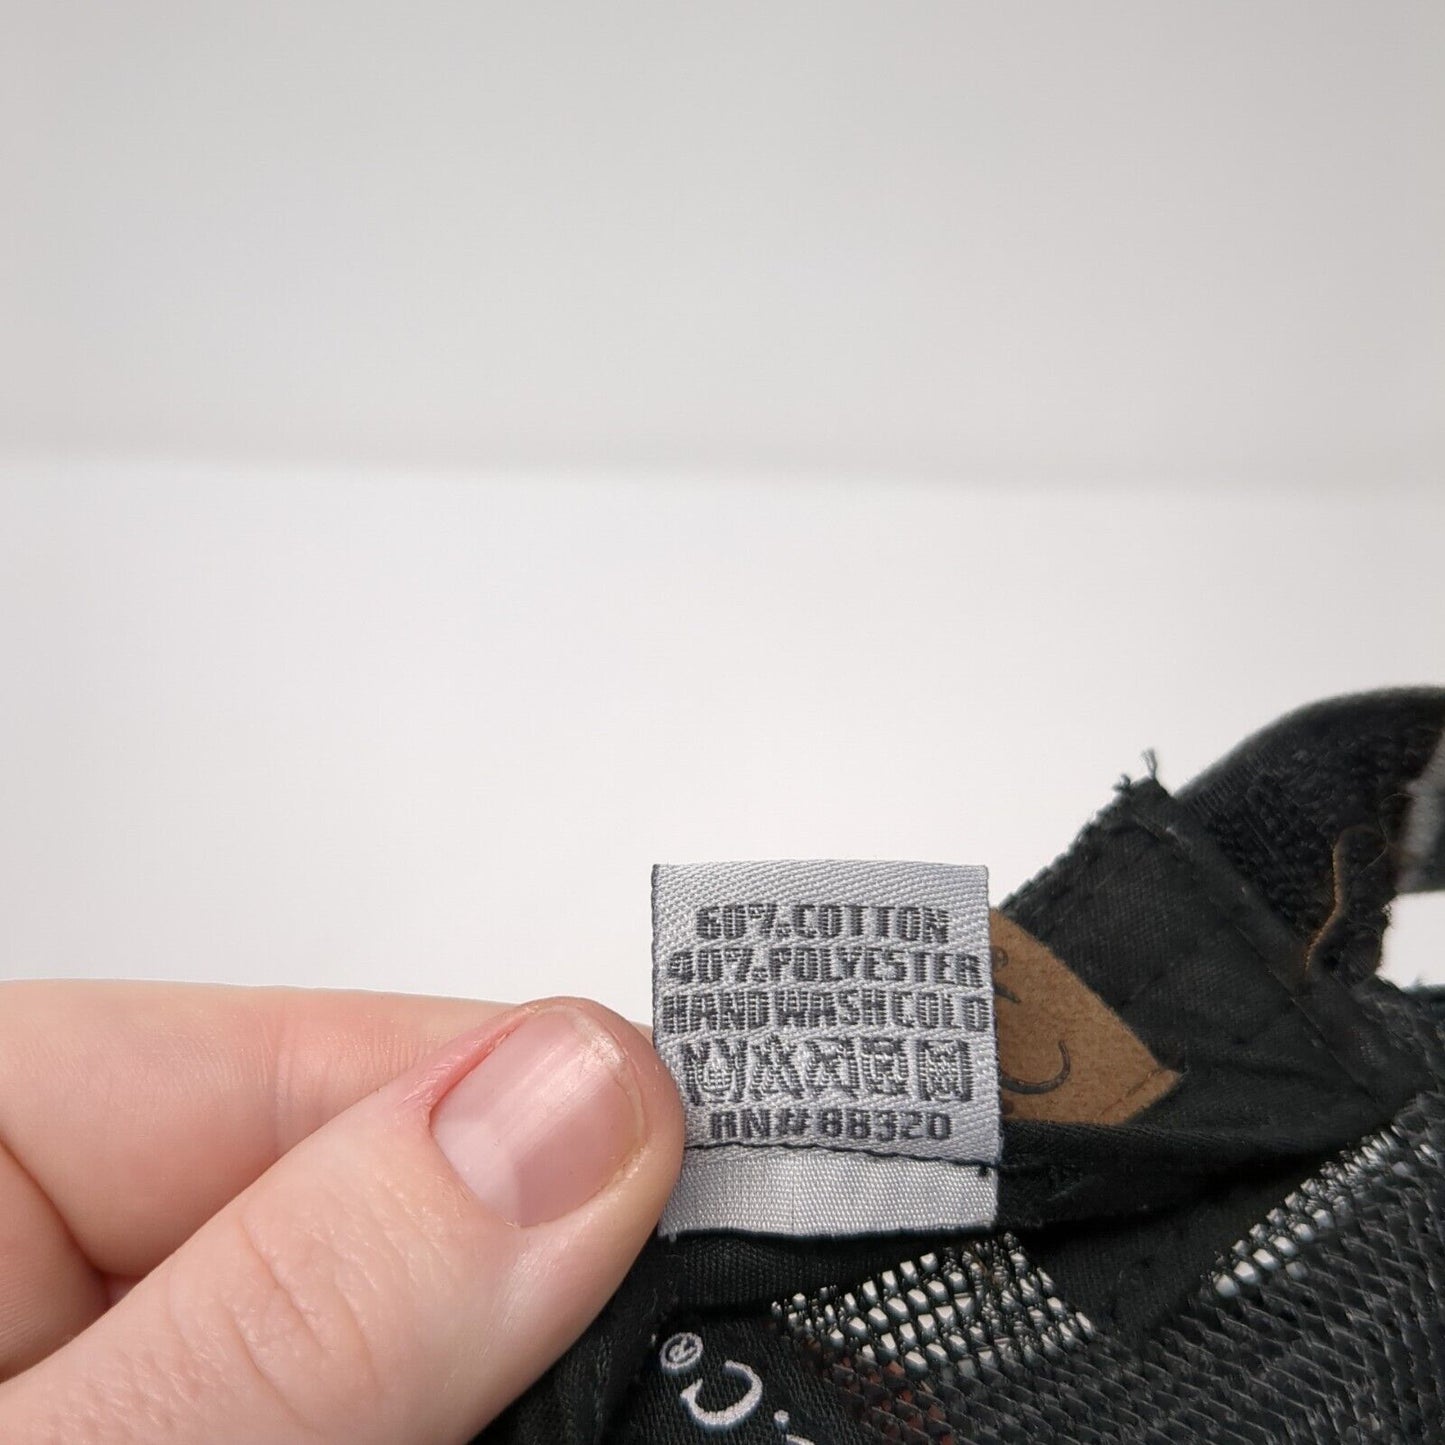 60% COTTON
40% POLYESTER
HAND WASH COLD
RN# 88320
®
C